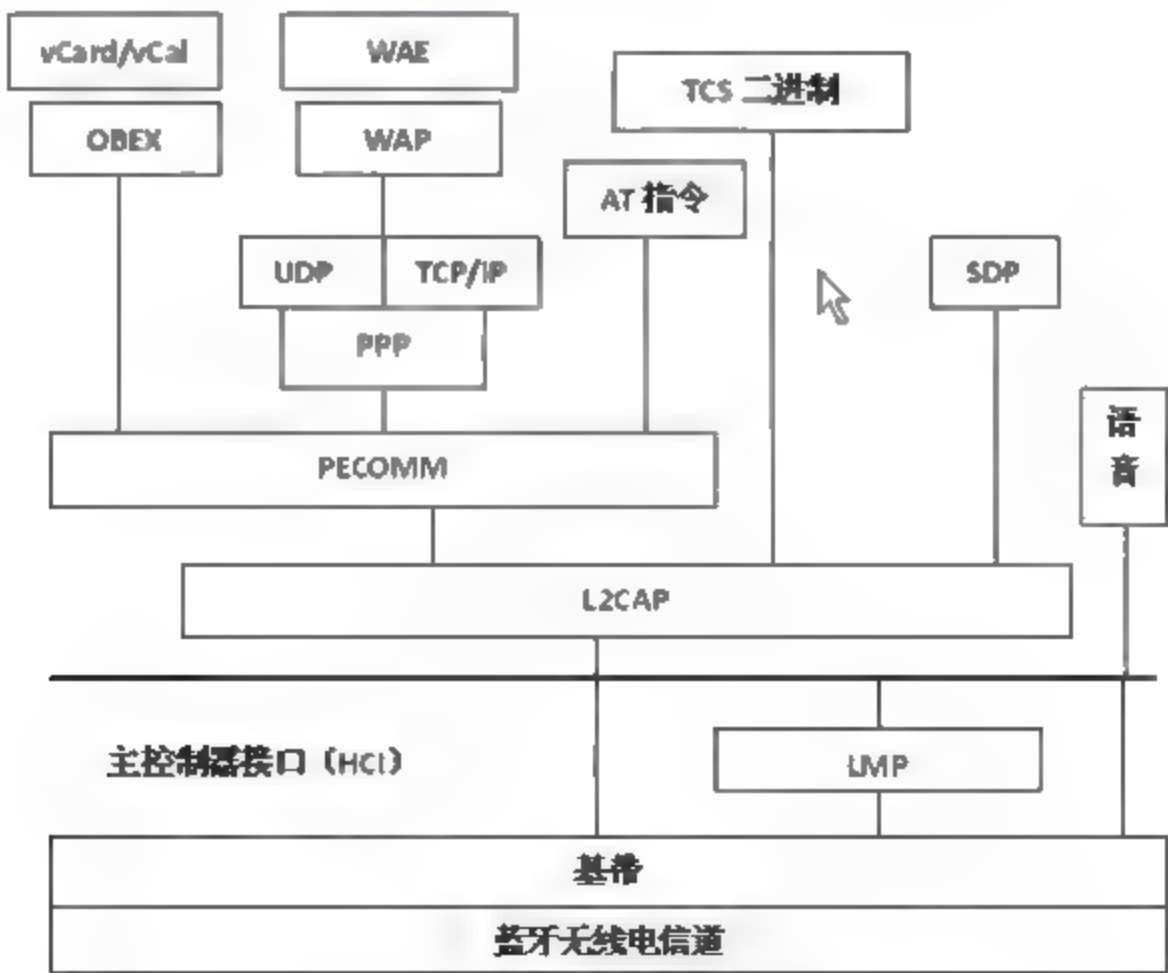 vCard/vCal
WAE
TCS 二进制
OBEX
WAP
AT 指令
UDP
TCP/IP
SDP
PPP
语
音
PECOMM
L2CAP
主控制器接口（HCI）
LMP
基带
蓝牙无线电信道